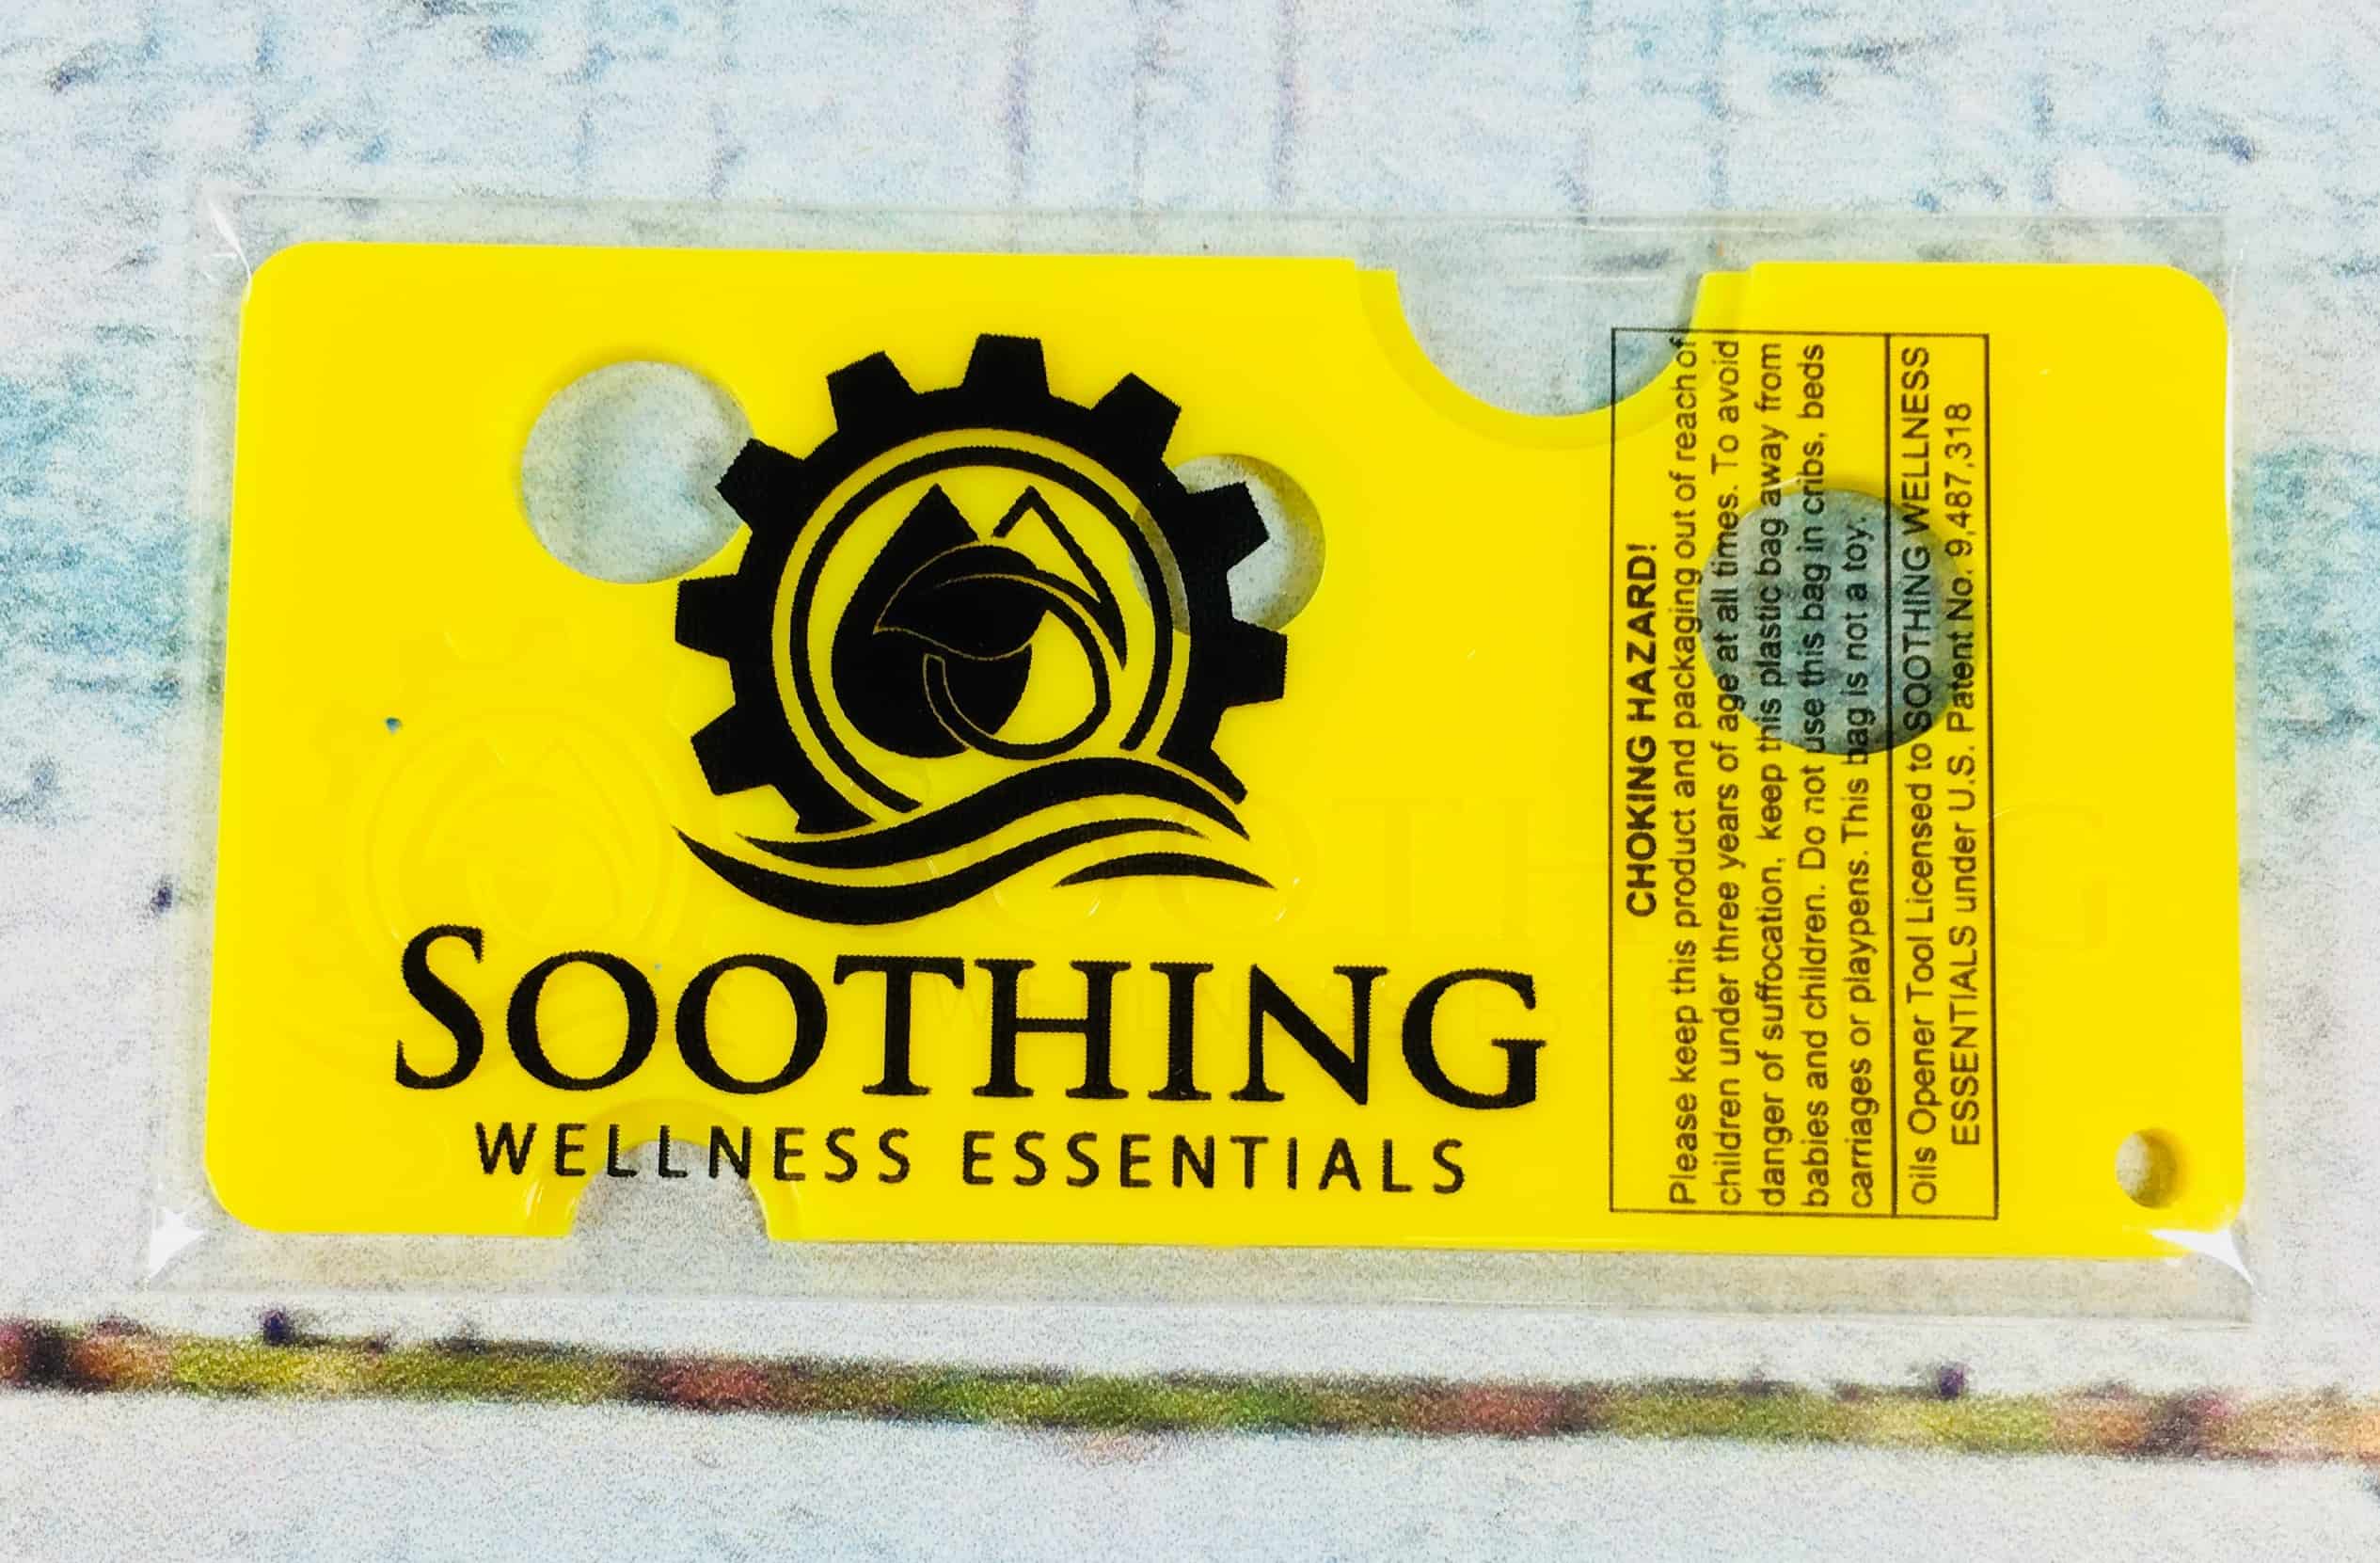 SOOTHING
WELLNESS ESSENTIALS
CHOKING HAZARD!
Please keep this product and packaging out of reach of
children under three years of age at all times. To avoid
danger of suffocation, keep this plastic bag away from
babies and children. Do not use this bag in cribs, beds
carriages or playpens. This bag is not a toy.
Oils Opener Tool Licensed to SOOTHING WELLNESS
ESSENTIALS under U.S. Patent No. 9,487,318
SOOTHING